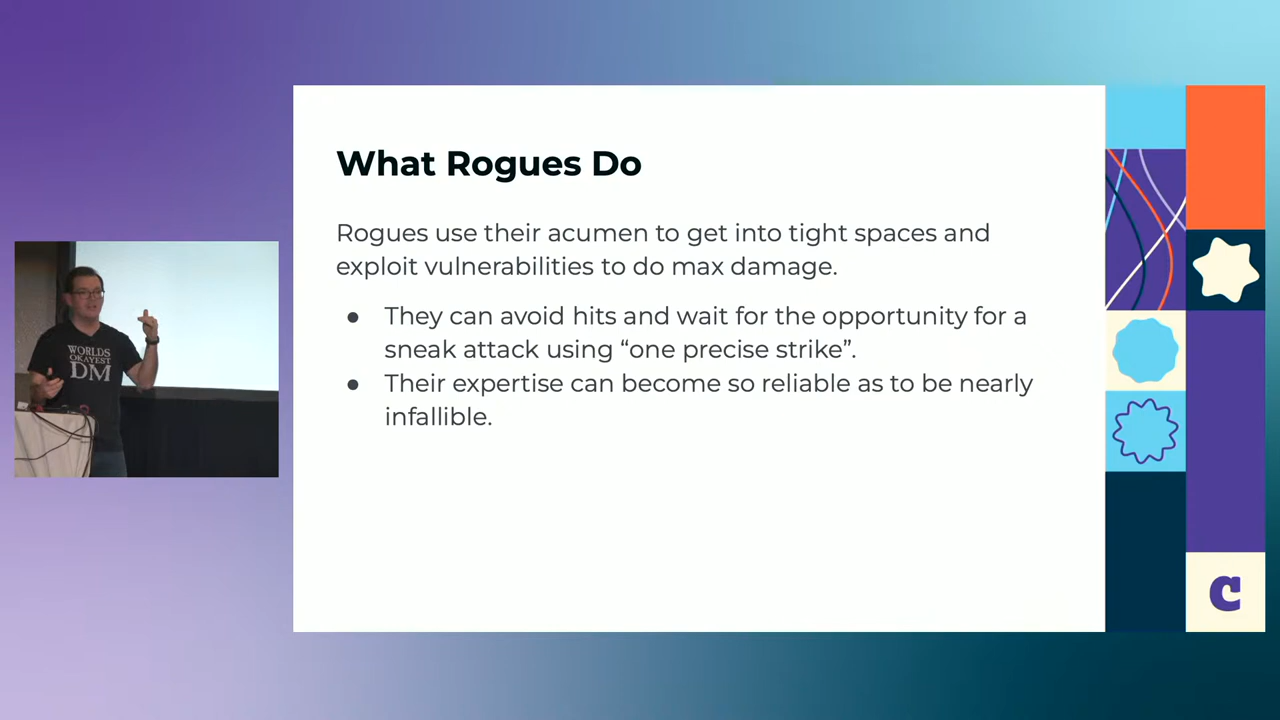 WORLDS
OKAYEST
DM
What Rogues Do
Rogues use their acumen to get into tight spaces and
exploit vulnerabilities to do max damage.
● They can avoid hits and wait for the opportunity for a
sneak attack using “one precise strike”.
● Their expertise can become so reliable as to be nearly
infallible.
C